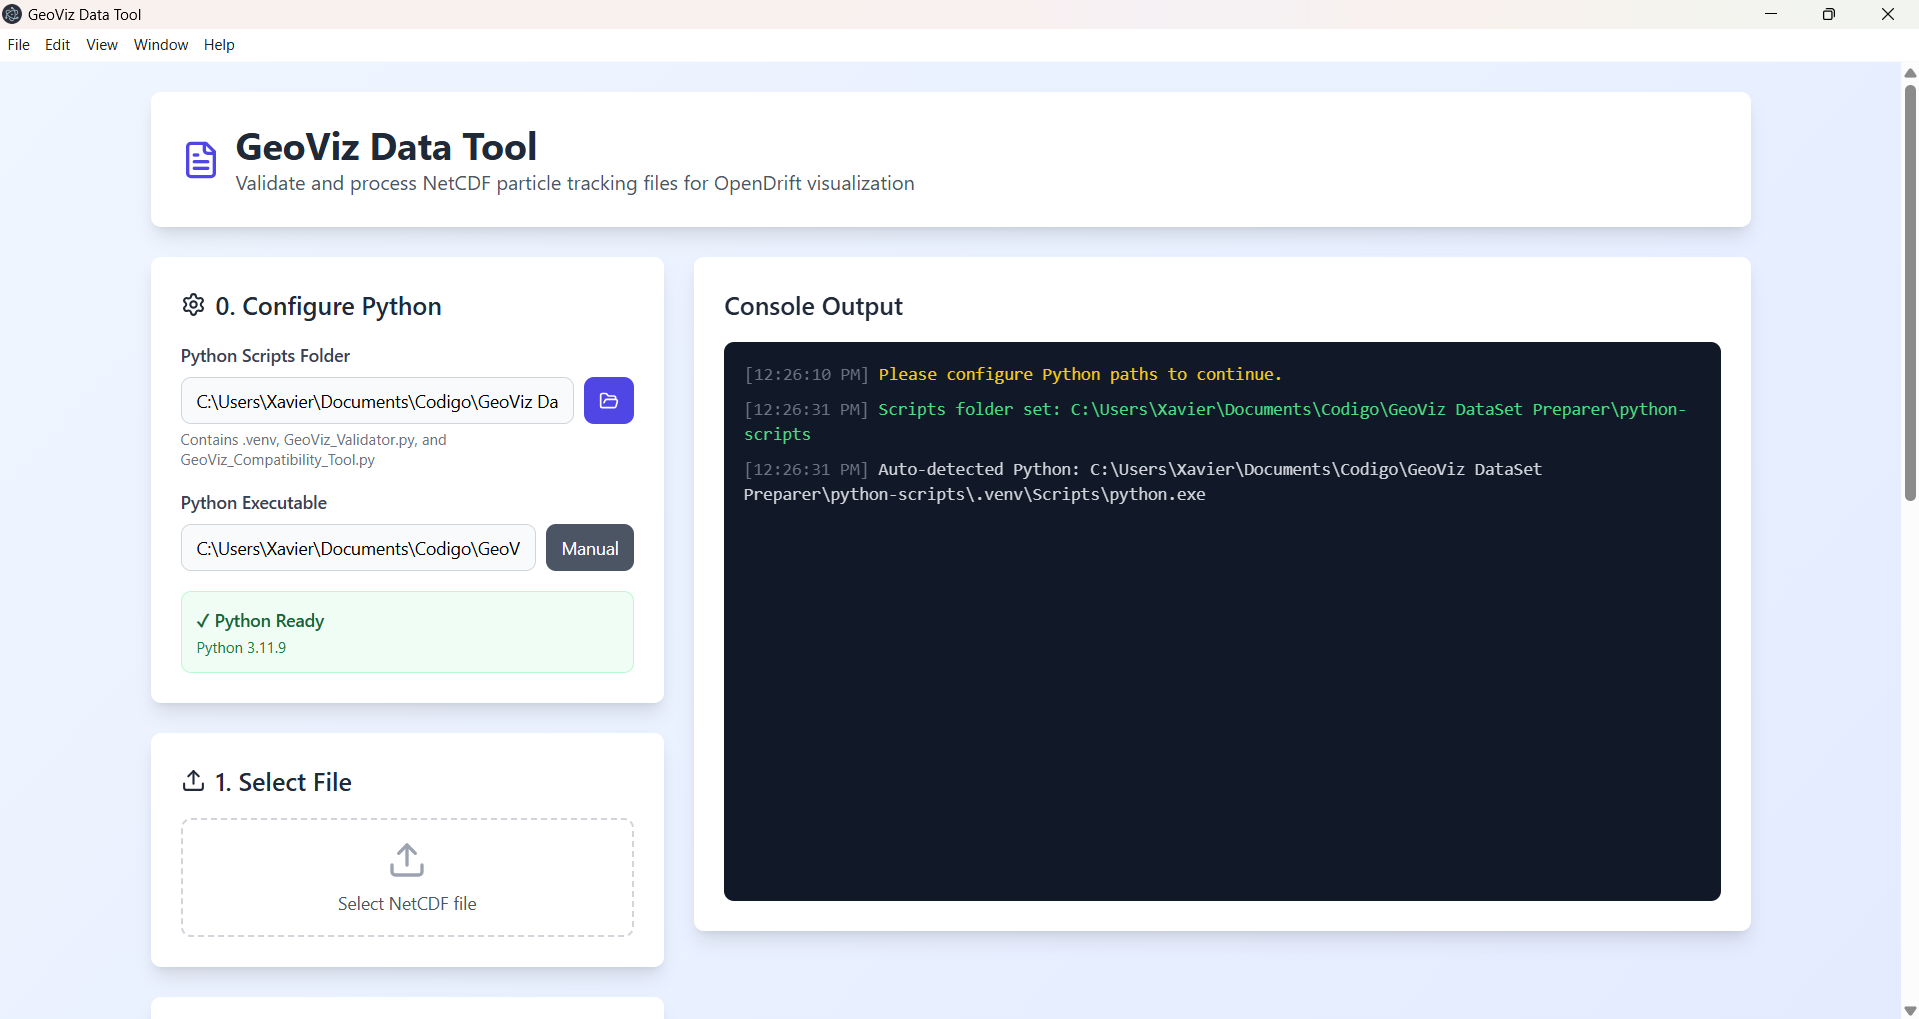 GeoViz Data Tool
File Edit View Window Help
GeoViz Data Tool
Validate and process NetCDF particle tracking files for OpenDrift visualization
0. Configure Python
Python Scripts Folder
C:\Users\Xavier\Documents\Codigo\GeoViz Da
Contains .venv, GeoViz_Validator.py, and
GeoViz_Compatibility_Tool.py
Python Executable
C:\Users\Xavier\Documents\Codigo\GeoV
Manual
✓ Python Ready
Python 3.11.9
1. Select File
Select NetCDF file
Console Output
[12:26:10 PM] Please configure Python paths to continue.
[12:26:31 PM] Scripts folder set: C:\Users\Xavier\Documents\Codigo\GeoViz DataSet Preparer\python-
scripts
[12:26:31 PM] Auto-detected Python: C:\Users\Xavier\Documents\Codigo\GeoViz DataSet
Preparer\python-scripts\.venv\Scripts\python.exe